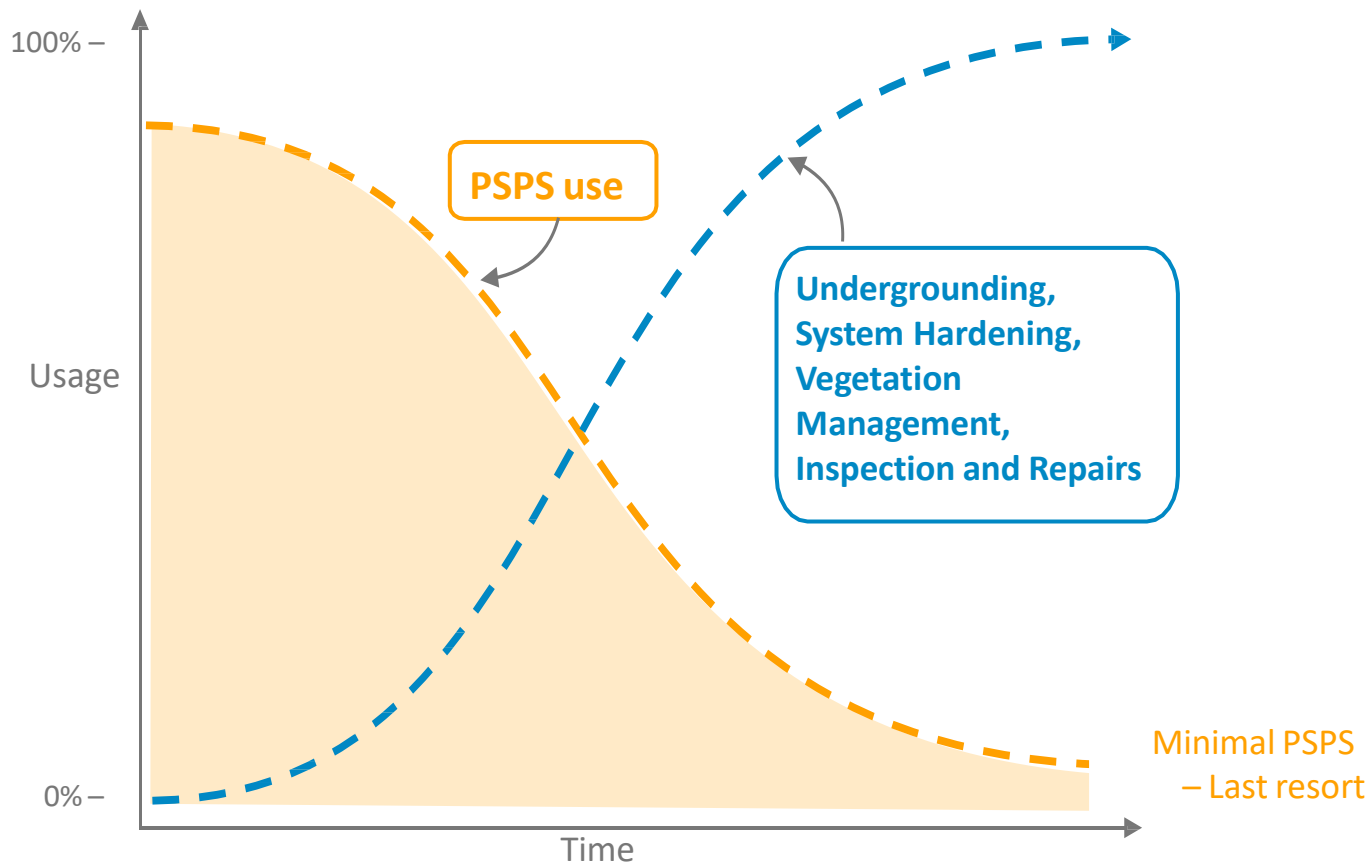 100% –
PSPS use
Undergrounding,
System Hardening,
Vegetation
Management,
Inspection and Repairs
Usage
Minimal PSPS
– Last resort
0% –
Time